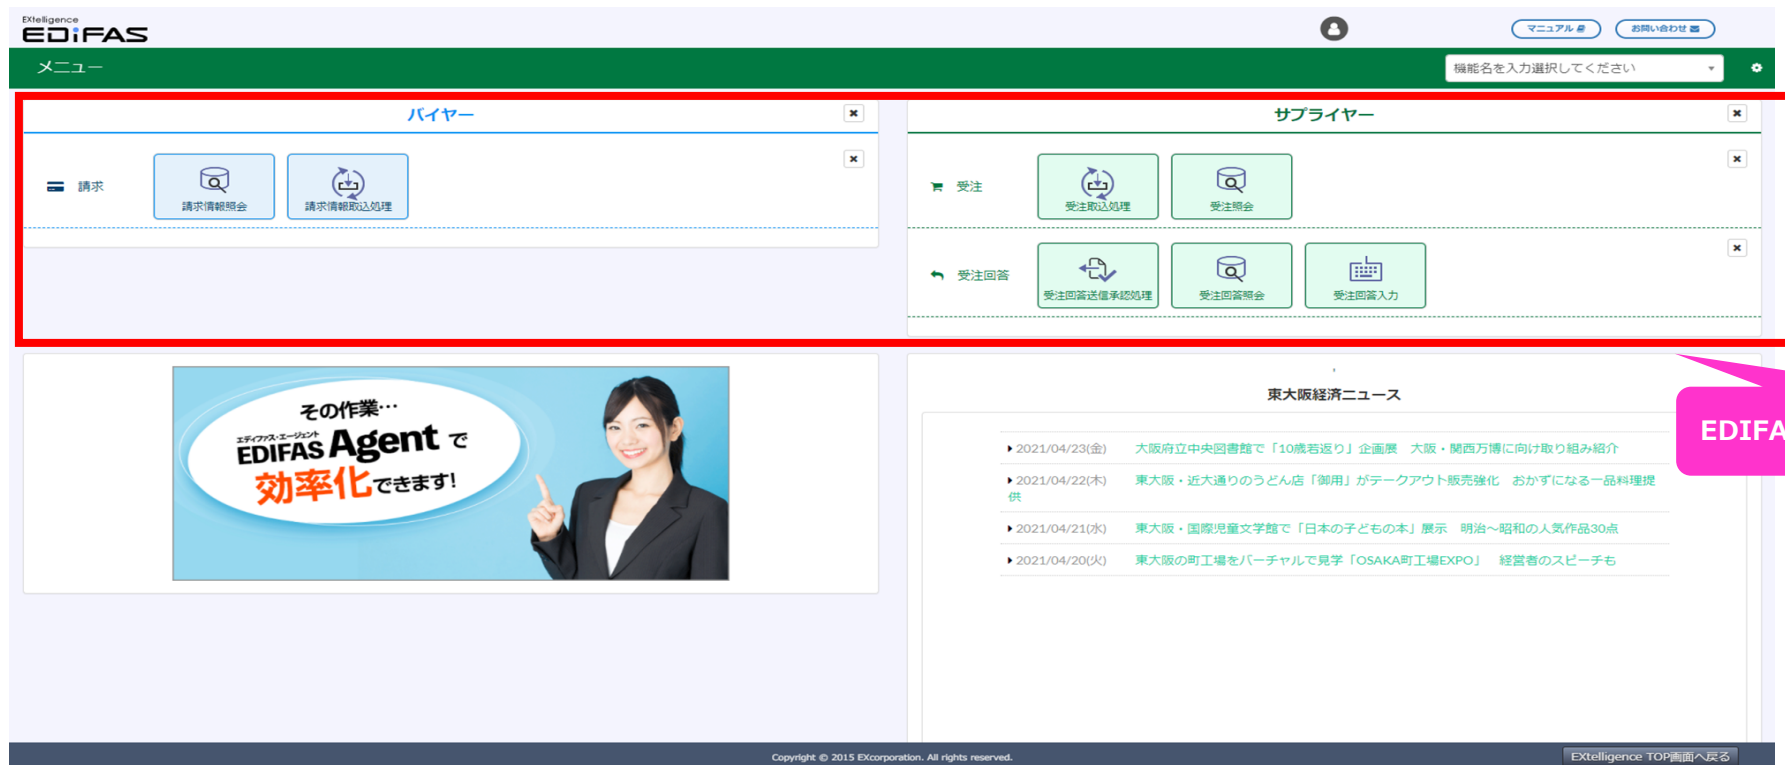 EXtelligence
EDiFAS
マニュアル
お問い合わせ
メニュー
機能名を入力選択してください
バイヤー
サプライヤー
請求
請求情報照会
請求情報取込処理
受注
受注取込処理
受注照会
受注回答
受注回答送信承認処理
受注回答照会
受注回答入力
その作業…
エディファス・エージェント
EDIFAS Agent で
効率化できます!
東大阪経済ニュース
EDIFA
2021/04/23(金) 大阪府立中央図書館で「10歳若返り」企画展 大阪・関西万博に向け取り組み紹介
2021/04/22(木) 東大阪・近大通りのうどん店「御用」がテークアウト販売強化 おかずになる一品料理提
供
2021/04/21(水) 東大阪・国際児童文学館で「日本の子どもの本」展示 明治～昭和の人気作品30点
2021/04/20(火) 東大阪の町工場をバーチャルで見学「OSAKA町工場EXPO」 経営者のスピーチも
Copyright © 2015 EXcorporation. All rights reserved.
EXtelligence TOP画面へ戻る